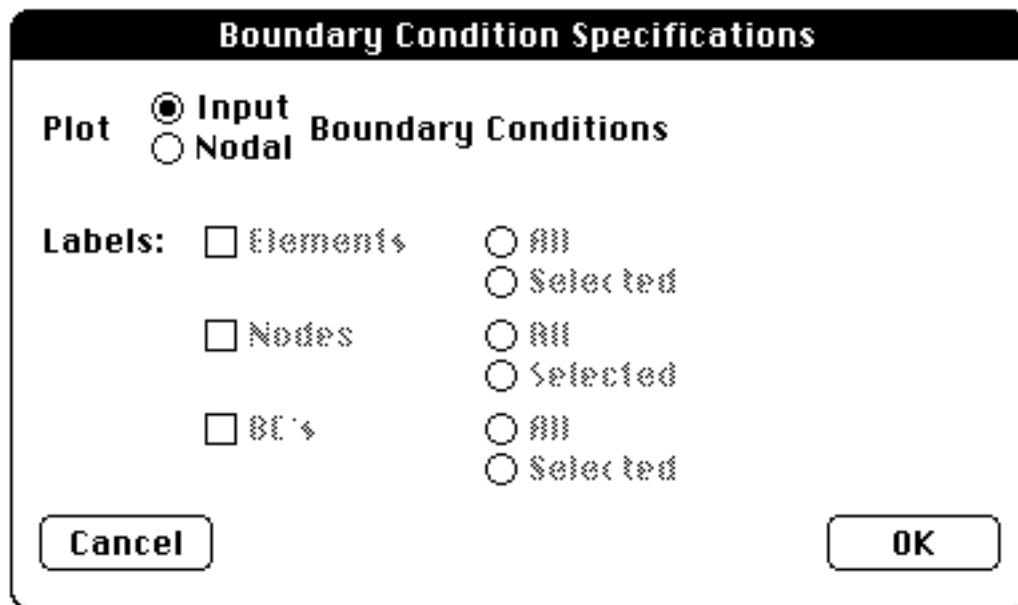 Boundary Condition Specifications
Plot Input Boundary Conditions
Nodal
Labels: Elements All
Selected
Nodes All
Selected
BC's All
Selected
Cancel OK